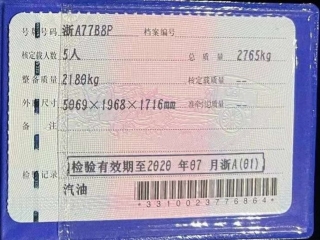 号牌号码 浙A77B8P 档案编号
核定载人数 5人 总质量 2765kg
整备质量 2180kg 核定载质量 --
外廓尺寸 5069×1968×1716mm 准牵引总质量 --
备注
检验有效期至2020 年07 月浙A(01)
检验记录
汽油
*3310023776864*